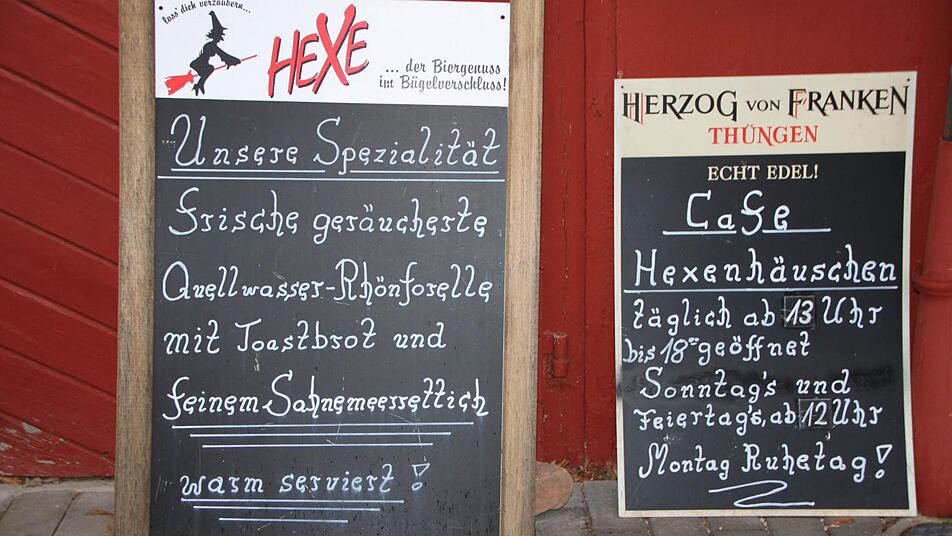 lass' dich verzaubern...
HEXE
... der Biergenuss
im Bügelverschluss!
Unsere Spezialität
frische geräucherte
Quellwasser-Rhönforelle
mit Toastbrot und
feinem Sahnemeerrettich
warm serviert!
HERZOG VON FRANKEN
THÜNGEN
ECHT EDEL!
Cafe
Hexenhäuschen
täglich ab 13 Uhr
bis 18°° geöffnet
Sonntag's und
Feiertag's, ab 12 Uhr
Montag Ruhetag!